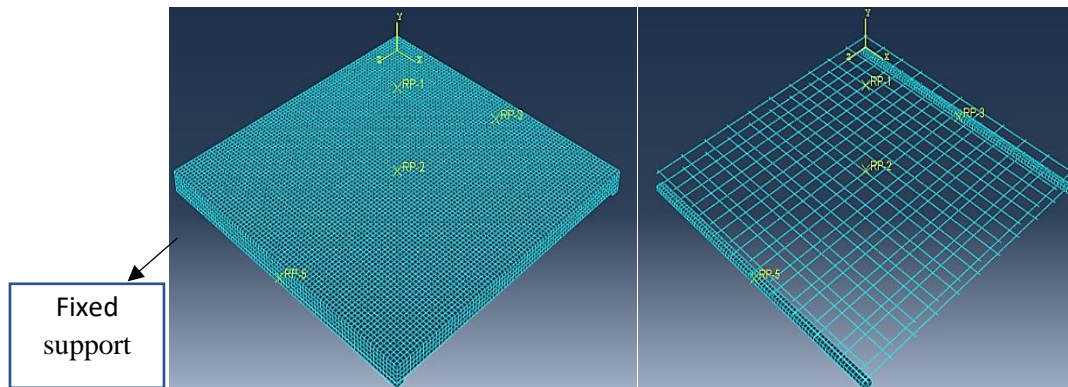 Y
Z
X
RP-1
RP-3
RP-2
RP-5
Y
Z
X
RP-1
RP-3
RP-2
RP-5
Fixed
support